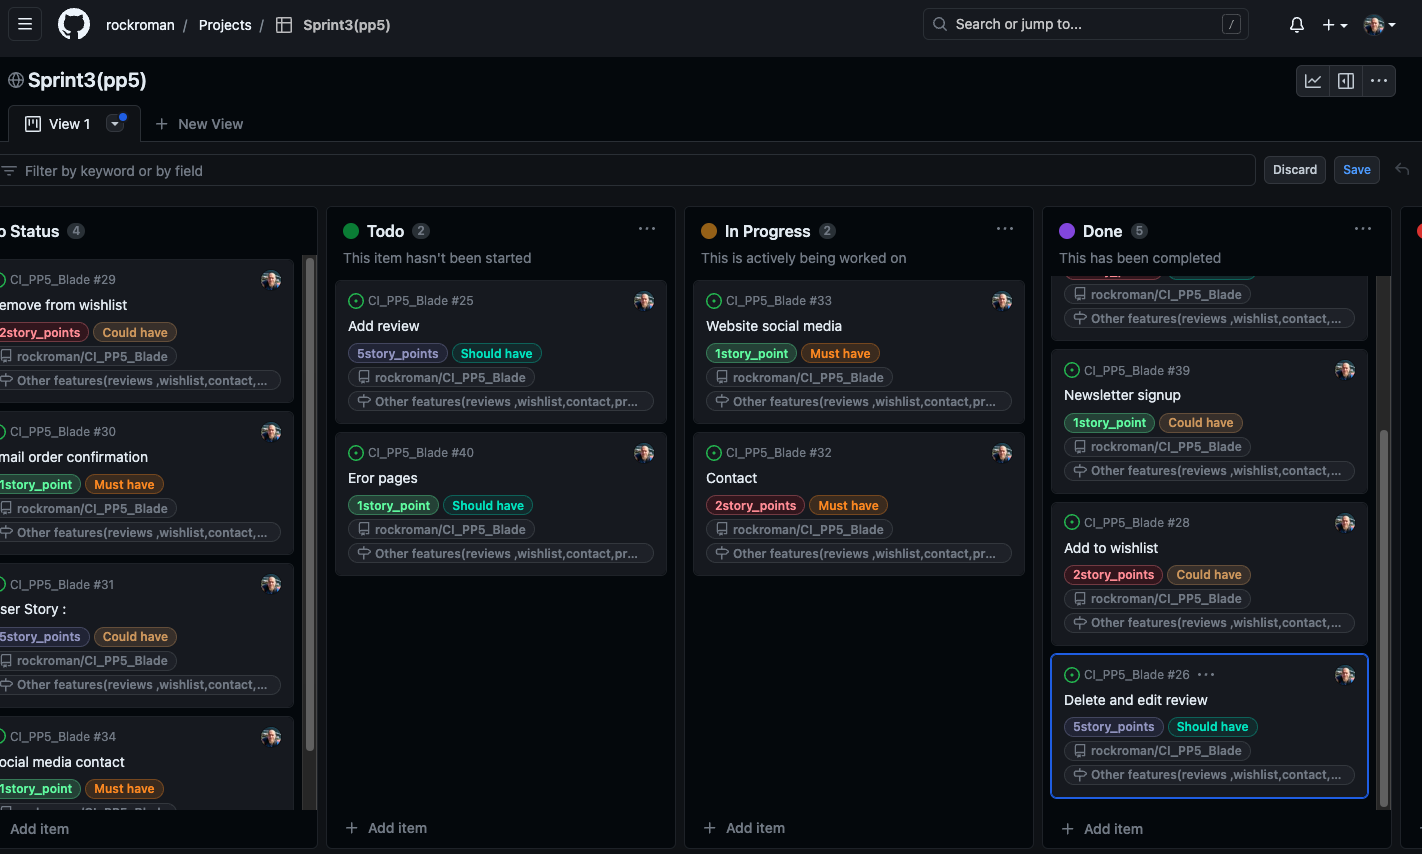 rockroman / Projects / Sprint3(pp5)
Search or jump to... /
Sprint3(pp5)
View 1
New View
Filter by keyword or by field
Discard
Save
o Status 4
CI_PP5_Blade #29
emove from wishlist
2story_points Could have
rockroman/CI_PP5_Blade
Other features(reviews ,wishlist,contact,...
CI_PP5_Blade #30
mail order confirmation
1story_point Must have
rockroman/CI_PP5_Blade
Other features(reviews ,wishlist,contact,...
CI_PP5_Blade #31
ser Story :
5story_points Could have
rockroman/CI_PP5_Blade
Other features(reviews ,wishlist,contact,...
CI_PP5_Blade #34
ocial media contact
1story_point Must have
Add item
Todo 2
This item hasn't been started
CI_PP5_Blade #25
Add review
5story_points Should have
rockroman/CI_PP5_Blade
Other features(reviews ,wishlist,contact,pr...
CI_PP5_Blade #40
Eror pages
1story_point Should have
rockroman/CI_PP5_Blade
Other features(reviews ,wishlist,contact,pr...
Add item
In Progress 2
This is actively being worked on
CI_PP5_Blade #33
Website social media
1story_point Must have
rockroman/CI_PP5_Blade
Other features(reviews ,wishlist,contact,pr...
CI_PP5_Blade #32
Contact
2story_points Must have
rockroman/CI_PP5_Blade
Other features(reviews ,wishlist,contact,pr...
Add item
Done 5
This has been completed
rockroman/CI_PP5_Blade
Other features(reviews ,wishlist,contact,...
CI_PP5_Blade #39
Newsletter signup
1story_point Could have
rockroman/CI_PP5_Blade
Other features(reviews ,wishlist,contact,...
CI_PP5_Blade #28
Add to wishlist
2story_points Could have
rockroman/CI_PP5_Blade
Other features(reviews ,wishlist,contact,...
CI_PP5_Blade #26
Delete and edit review
5story_points Should have
rockroman/CI_PP5_Blade
Other features(reviews ,wishlist,contact,...
Add item